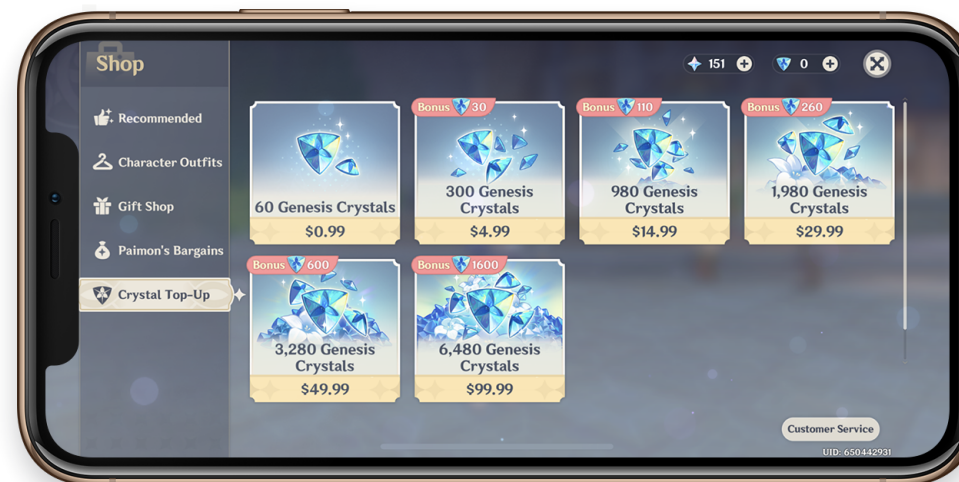 Shop
151
0
Recommended
Character Outfits
Gift Shop
Paimon's Bargains
Crystal Top-Up
60 Genesis Crystals
$0.99
Bonus 30
300 Genesis
Crystals
$4.99
Bonus 110
980 Genesis
Crystals
$14.99
Bonus 260
1,980 Genesis
Crystals
$29.99
Bonus 600
3,280 Genesis
Crystals
$49.99
Bonus 1600
6,480 Genesis
Crystals
$99.99
Customer Service
UID: 650442931